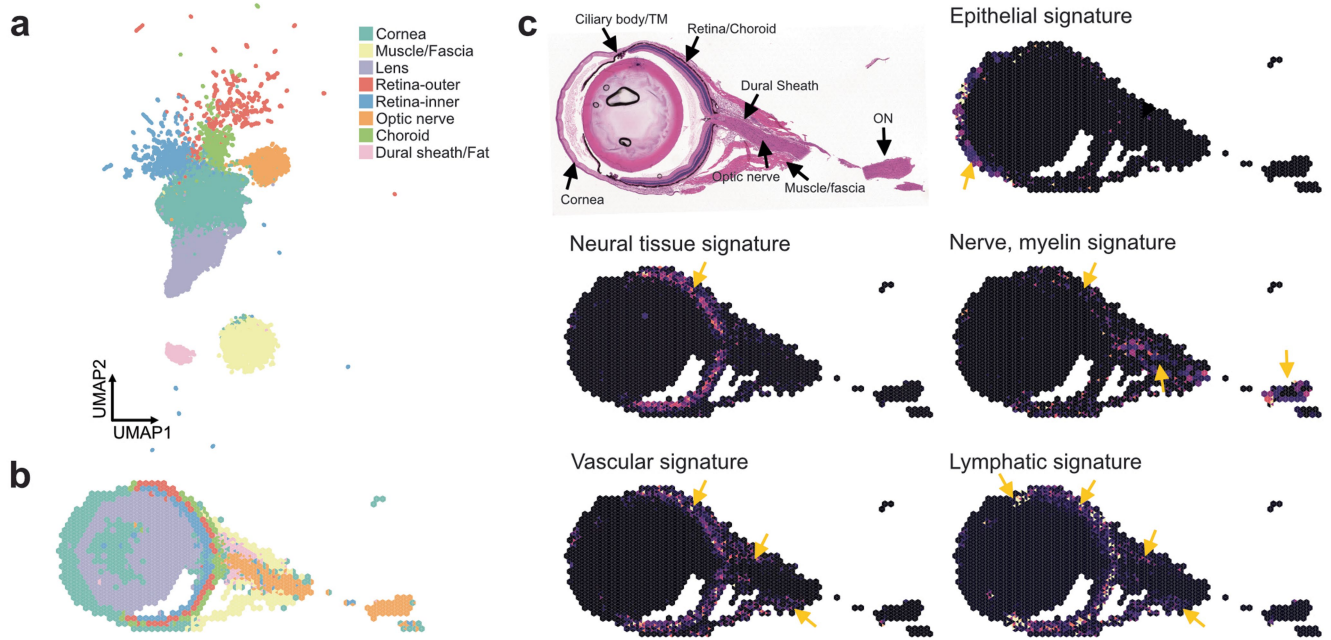 a
Cornea
Muscle/Fascia
Lens
Retina-outer
Retina-inner
Optic nerve
Choroid
Dural sheath/Fat
UMAP2
UMAP1
b
c
Ciliary body/TM
Retina/Choroid
Dural Sheath
ON
Optic nerve
Muscle/fascia
Cornea
Epithelial signature
Neural tissue signature
Nerve, myelin signature
Vascular signature
Lymphatic signature